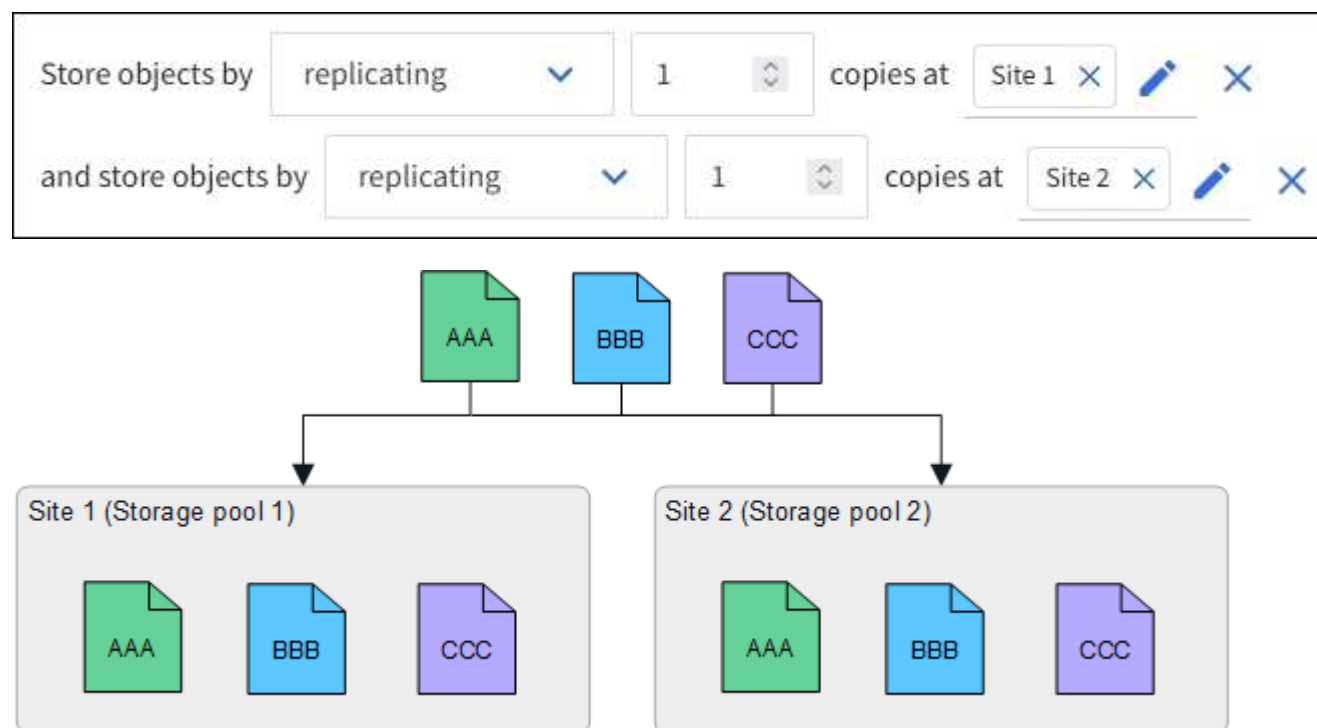 Store objects by replicating 1 copies at Site 1
and store objects by replicating 1 copies at Site 2
AAA BBB CCC
Site 1 (Storage pool 1)
AAA BBB CCC
Site 2 (Storage pool 2)
AAA BBB CCC